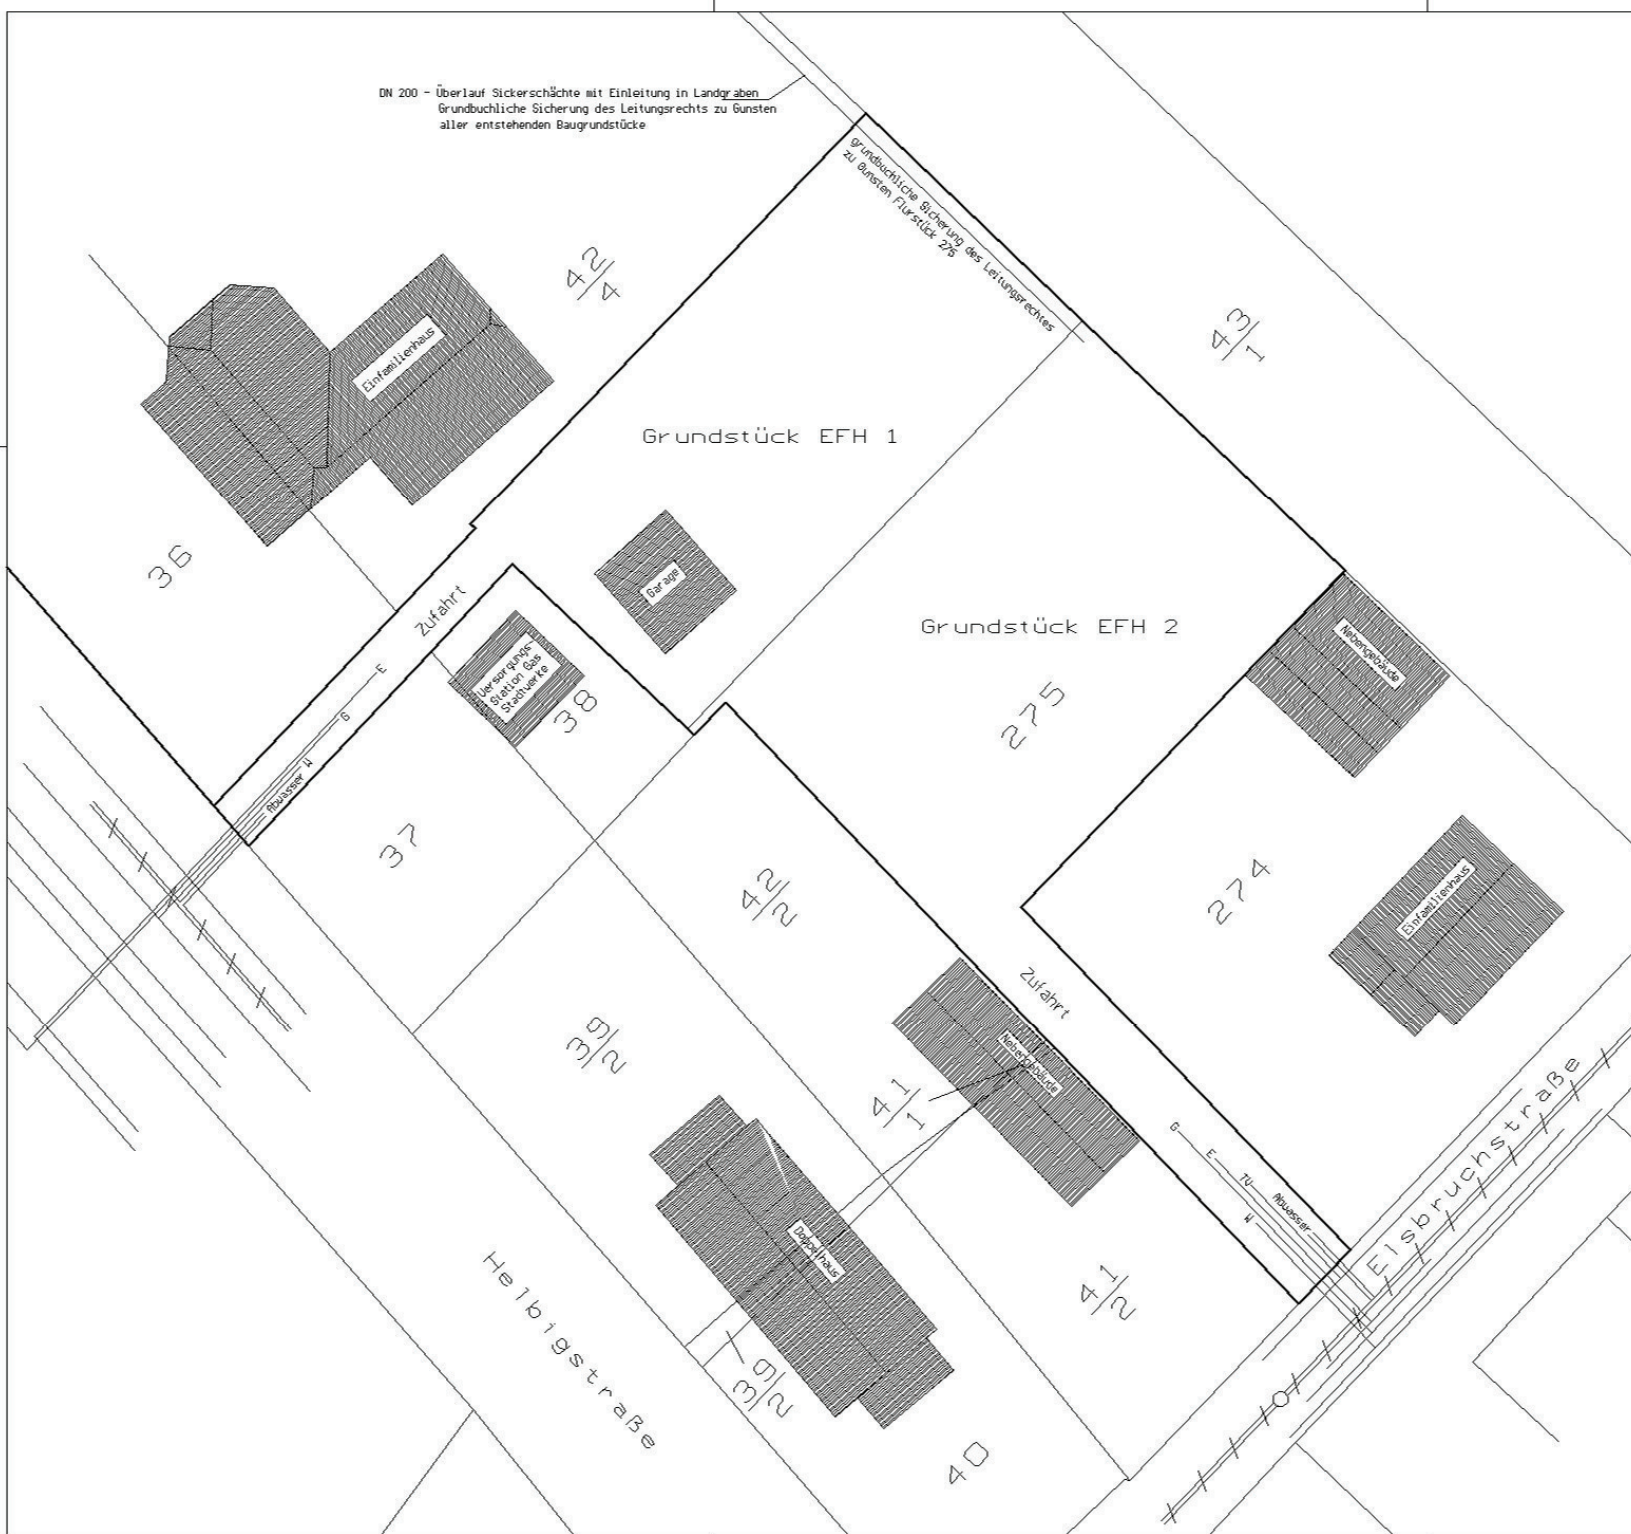 DN 200 - Überlauf Sickerschächte mit Einleitung in Landgraben
Grundbuchliche Sicherung des Leitungsrechts zu Gunsten
aller entstehenden Baugrundstücke
grundbuchliche Sicherung des Leitungsrechtes
zu Gunsten Flurstück 275
42/4
43/1
Einfamilienhaus
Grundstück EFH 1
36
Garage
Zufahrt
Grundstück EFH 2
Nebengebäude
Versorgungs-
Station Gas
Stadtwerke
38
275
E
G
W
Abwasser
37
42/2
274
Einfamilienhaus
Zufahrt
39/2
Nebengebäude
41/1
G
E
TV
Abwasser
W
Elsbruchstraße
Doppelhaus
41/2
Helbigstraße
39/2
40